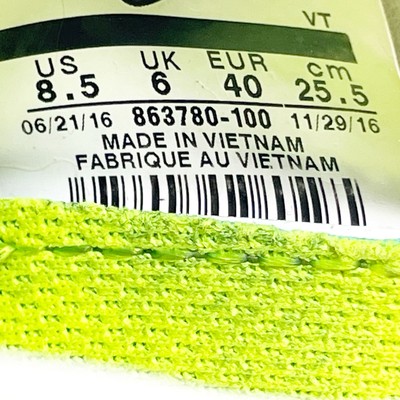 VT
US UK EUR cm
8.5 6 40 25.5
06/21/16 863780-100 11/29/16
MADE IN VIETNAM
FABRIQUE AU VIETNAM